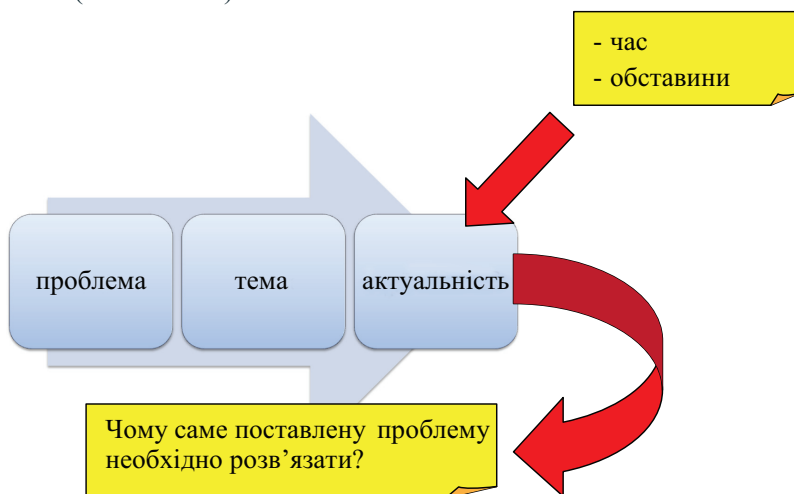 - час
- обставини
проблема
тема
актуальність
Чому саме поставлену проблему
необхідно розв’язати?